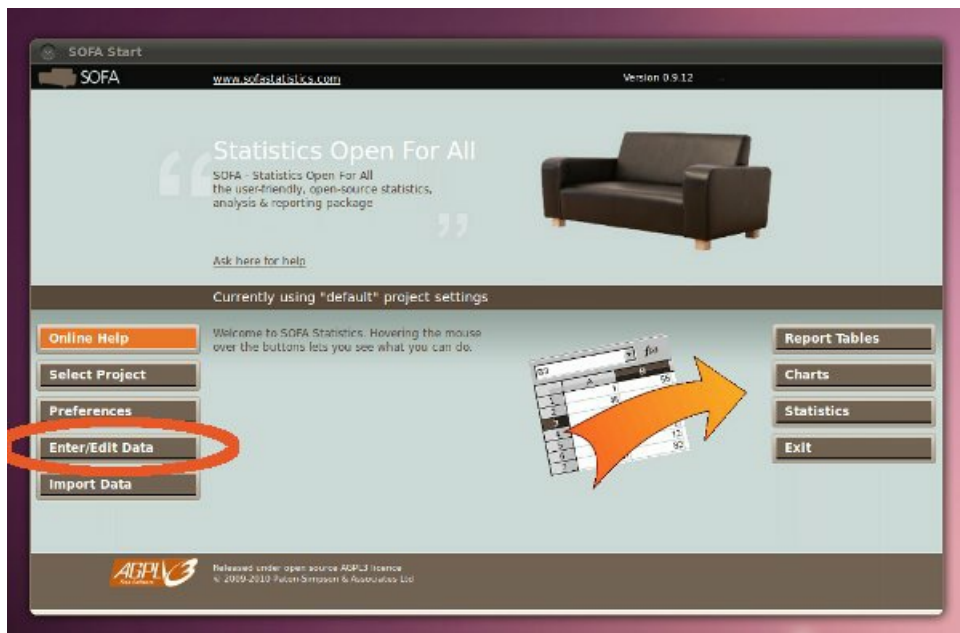 SOFA Start
SOFA
www.sofastatistics.com
Version 0.9.12
Statistics Open For All
SOFA - Statistics Open For All
the user-friendly, open-source statistics,
analysis & reporting package
Ask here for help
Currently using "default" project settings
Online Help
Select Project
Preferences
Enter/Edit Data
Import Data
Welcome to SOFA Statistics. Hovering the mouse
over the buttons lets you see what you can do.
Report Tables
Charts
Statistics
Exit
AGPLV3
Released under open source AGPL3 licence
© 2009-2010 Paton-Simpson & Associates Ltd